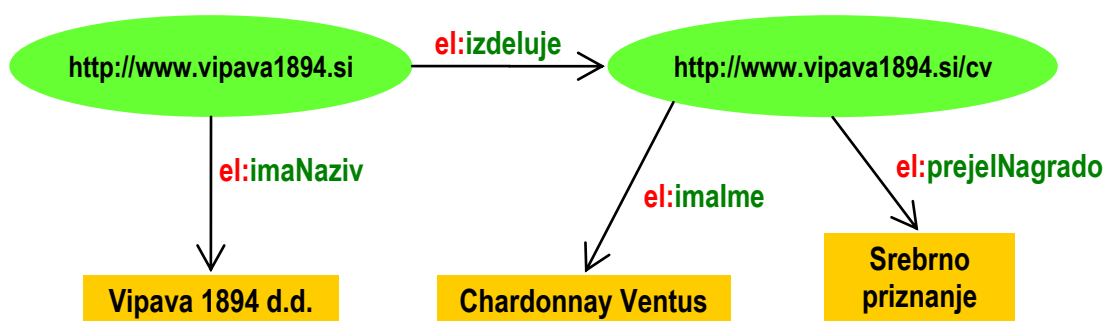 http://www.vipava1894.si
el:izdeluje
http://www.vipava1894.si/cv
el:imaNaziv
el:imaIme
el:prejelNagrado
Vipava 1894 d.d.
Chardonnay Ventus
Srebrno
priznanje